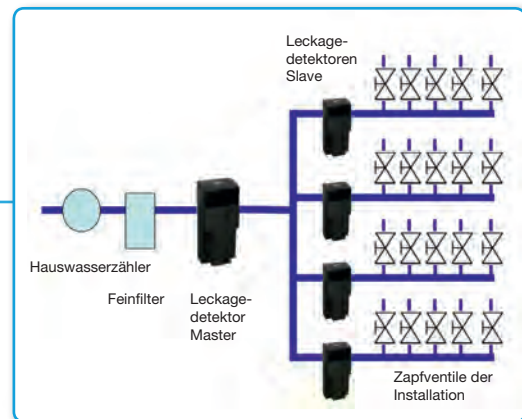 Leckage-
detektoren
Slave
Hauswasserzähler
Feinfilter
Leckage-
detektor
Master
Zapfventile der
Installation